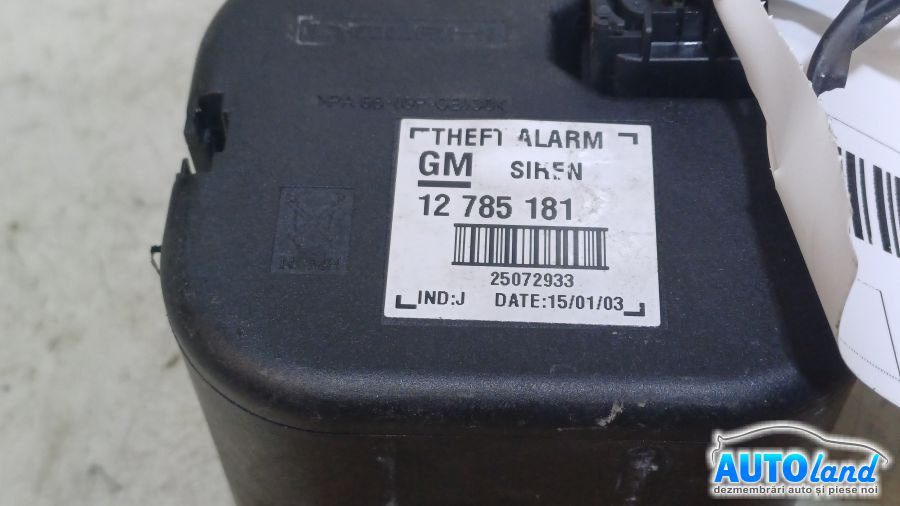 DELPHI
THEFT ALARM
GM SIREN
12 785 181
25072933
IND:J DATE:15/01/03
AUTOland
dezmembrări auto și piese noi